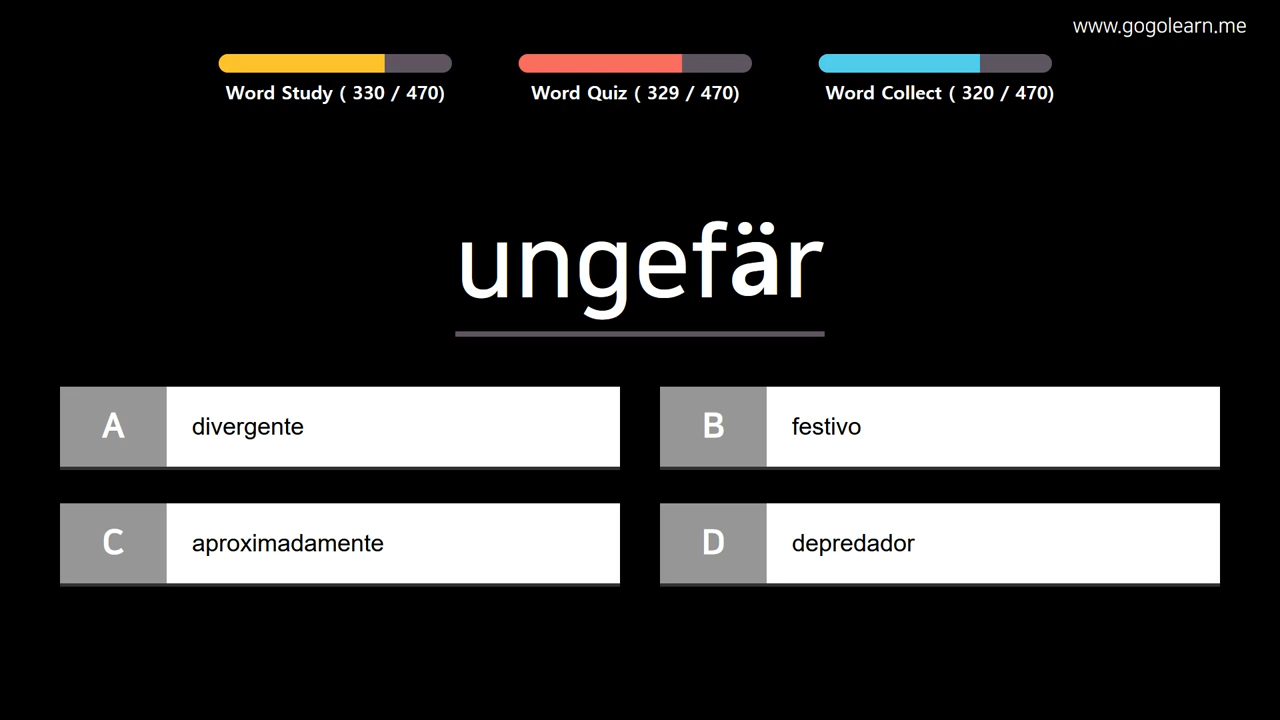 www.gogolearn.me
Word Study ( 330 / 470)
Word Quiz ( 329 / 470)
Word Collect ( 320 / 470)
ungefär
A divergente
B festivo
C aproximadamente
D depredador